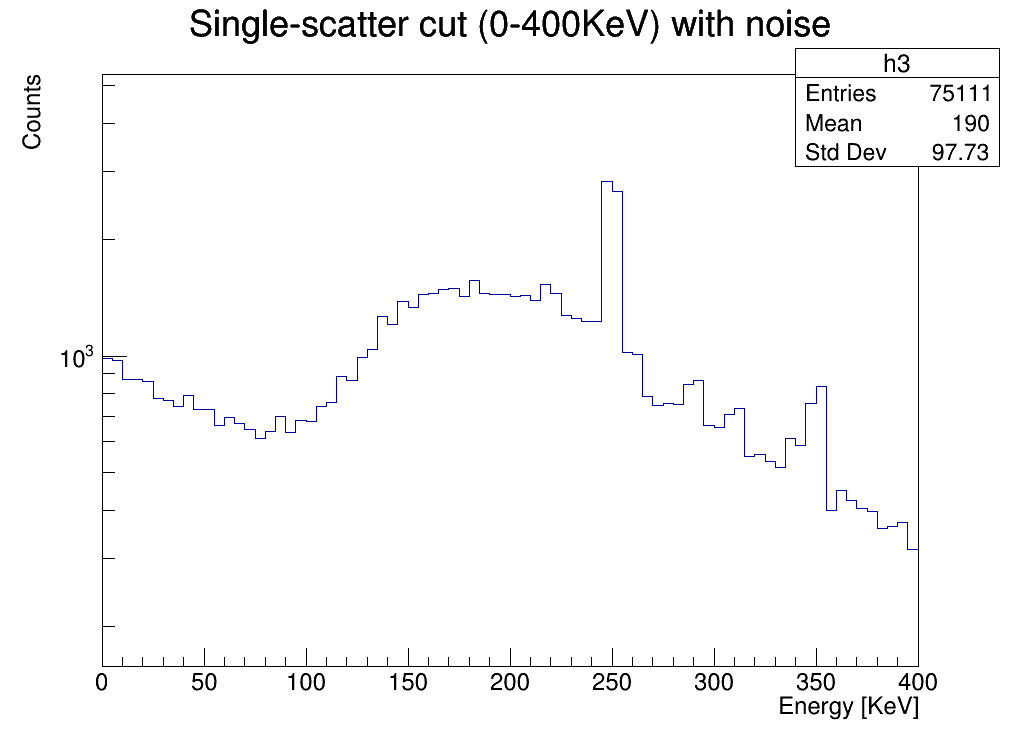 Single-scatter cut (0-400KeV) with noise
h3
Entries 75111
Mean 190
Std Dev 97.73
Counts
10³
0 50 100 150 200 250 300 350 400
Energy [KeV]